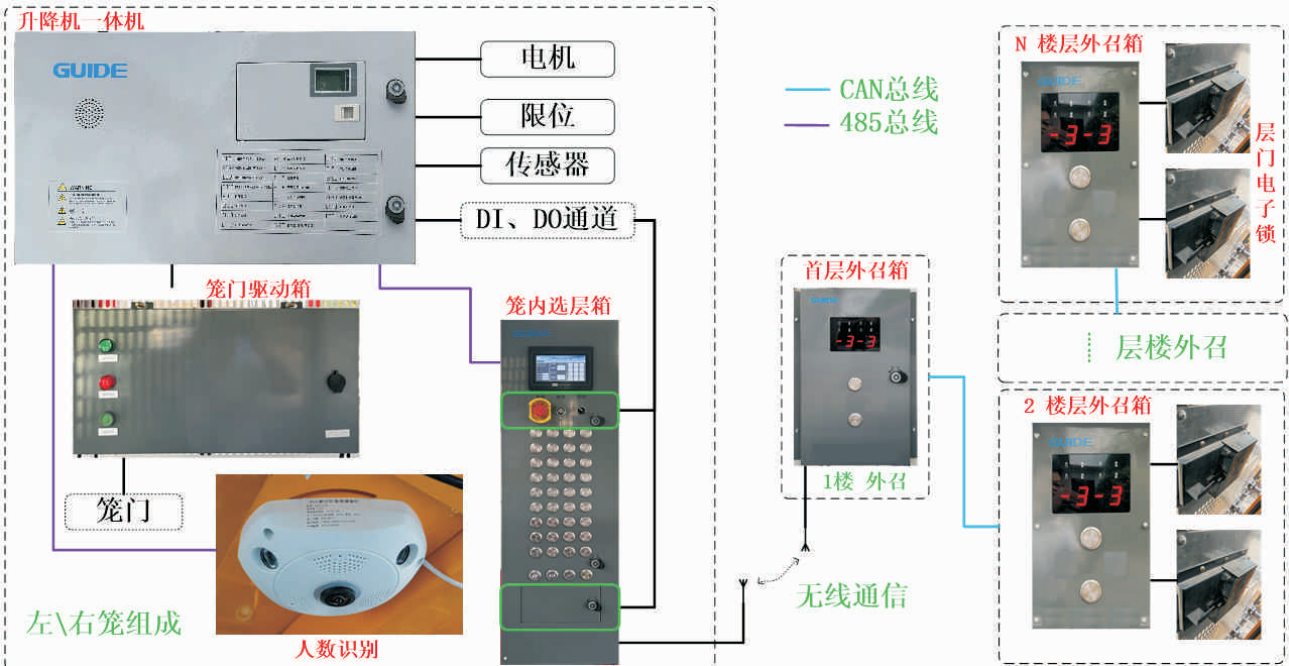 升降机一体机
GUIDE
电机
限位
传感器
DI、DO通道
笼门驱动箱
笼门
笼内选层箱
人数识别
左\右笼组成
CAN总线
485总线
首层外召箱
GUIDE
-3-3
1楼 外召
无线通信
N 楼层外召箱
GUIDE
-3-3
层门电子锁
层楼外召
2 楼层外召箱
GUIDE
-3-3